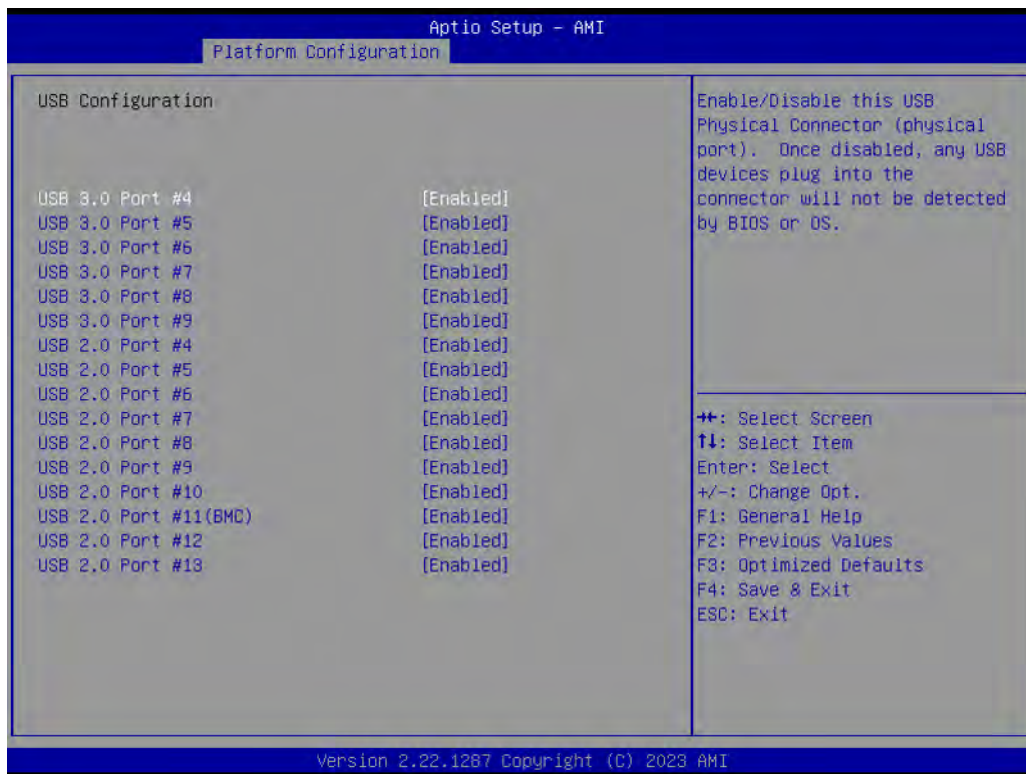 Aptio Setup – AMI
Platform Configuration
USB Configuration
USB 3.0 Port #4 [Enabled]
USB 3.0 Port #5 [Enabled]
USB 3.0 Port #6 [Enabled]
USB 3.0 Port #7 [Enabled]
USB 3.0 Port #8 [Enabled]
USB 3.0 Port #9 [Enabled]
USB 2.0 Port #4 [Enabled]
USB 2.0 Port #5 [Enabled]
USB 2.0 Port #6 [Enabled]
USB 2.0 Port #7 [Enabled]
USB 2.0 Port #8 [Enabled]
USB 2.0 Port #9 [Enabled]
USB 2.0 Port #10 [Enabled]
USB 2.0 Port #11(BMC) [Enabled]
USB 2.0 Port #12 [Enabled]
USB 2.0 Port #13 [Enabled]
Enable/Disable this USB
Physical Connector (physical
port). Once disabled, any USB
devices plug into the
connector will not be detected
by BIOS or OS.
→←: Select Screen
↑↓: Select Item
Enter: Select
+/-: Change Opt.
F1: General Help
F2: Previous Values
F3: Optimized Defaults
F4: Save & Exit
ESC: Exit
Version 2.22.1287 Copyright (C) 2023 AMI